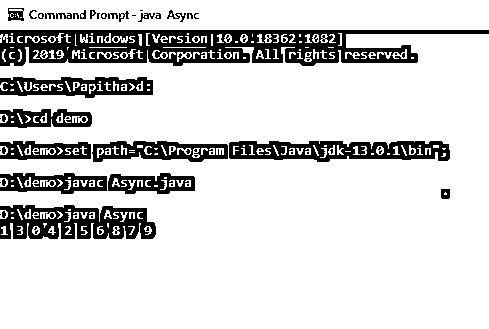 Command Prompt - java Async
Microsoft Windows [Version 10.0.18362.1082]
(c) 2019 Microsoft Corporation. All rights reserved.
C:\Users\Papitha>d:
D:\>cd demo
D:\demo>set path="C:\Program Files\Java\jdk-13.0.1\bin";
D:\demo>javac Async.java
D:\demo>java Async
1 3 0 4 2 5 6 8 7 9